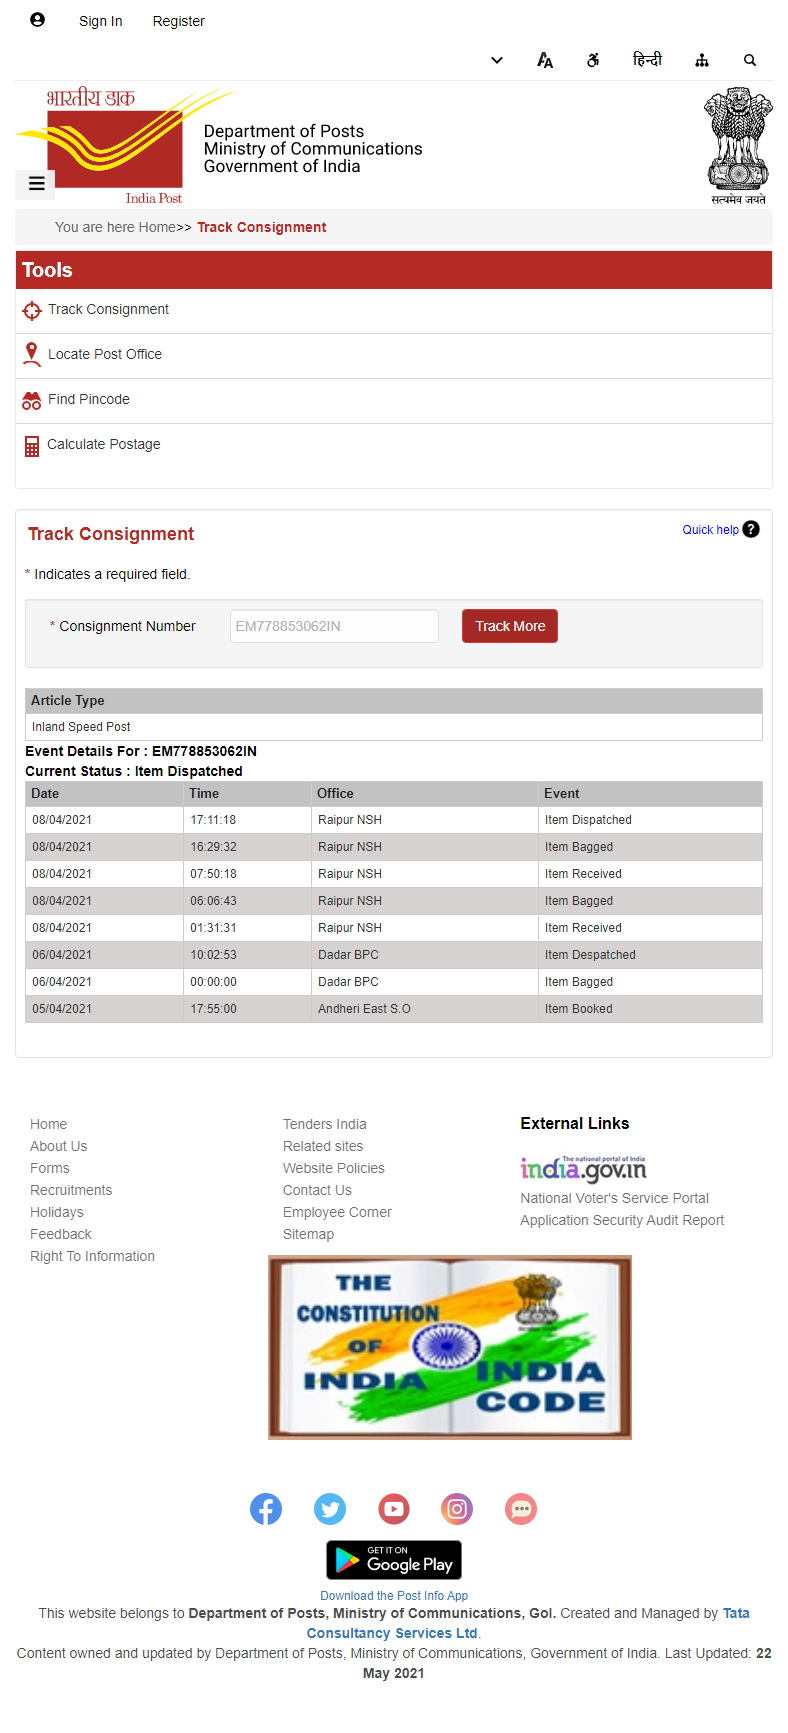 Sign In Register
हिन्दी
भारतीय डाक
Department of Posts
Ministry of Communications
Government of India
India Post
सत्यमेव जयते
You are here Home>> Track Consignment
Tools
Track Consignment
Locate Post Office
Find Pincode
Calculate Postage
Track Consignment
Quick help
* Indicates a required field.
* Consignment Number EM778853062IN Track More
Article Type
Inland Speed Post
Event Details For : EM778853062IN
Current Status : Item Dispatched
Date Time Office Event
08/04/2021 17:11:18 Raipur NSH Item Dispatched
08/04/2021 16:29:32 Raipur NSH Item Bagged
08/04/2021 07:50:18 Raipur NSH Item Received
08/04/2021 06:06:43 Raipur NSH Item Bagged
08/04/2021 01:31:31 Raipur NSH Item Received
06/04/2021 10:02:53 Dadar BPC Item Despatched
06/04/2021 00:00:00 Dadar BPC Item Bagged
05/04/2021 17:55:00 Andheri East S.O Item Booked
Home
About Us
Forms
Recruitments
Holidays
Feedback
Right To Information
Tenders India
Related sites
Website Policies
Contact Us
Employee Corner
Sitemap
External Links
The national portal of India
india.gov.in
National Voter's Service Portal
Application Security Audit Report
THE
CONSTITUTION
OF
INDIA
INDIA
CODE
GET IT ON
Google Play
Download the Post Info App
This website belongs to Department of Posts, Ministry of Communications, GoI. Created and Managed by Tata
Consultancy Services Ltd.
Content owned and updated by Department of Posts, Ministry of Communications, Government of India. Last Updated: 22
May 2021